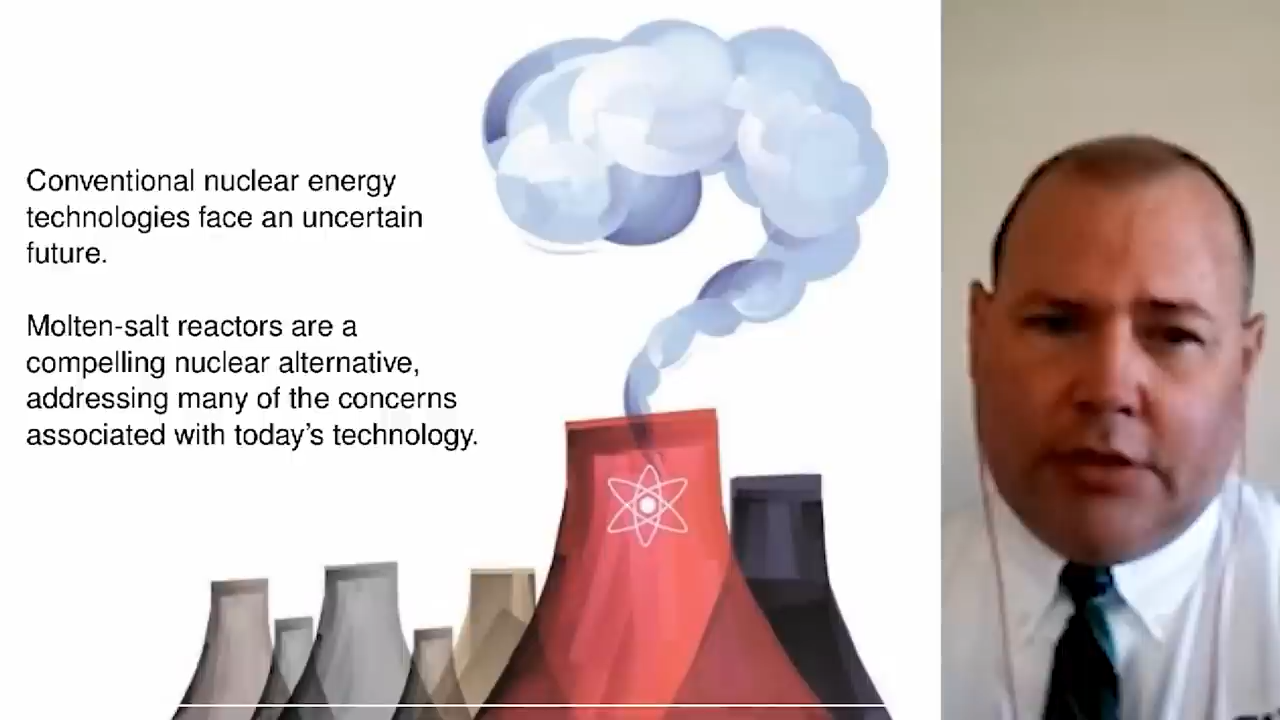 Conventional nuclear energy
technologies face an uncertain
future.
Molten-salt reactors are a
compelling nuclear alternative,
addressing many of the concerns
associated with today's technology.